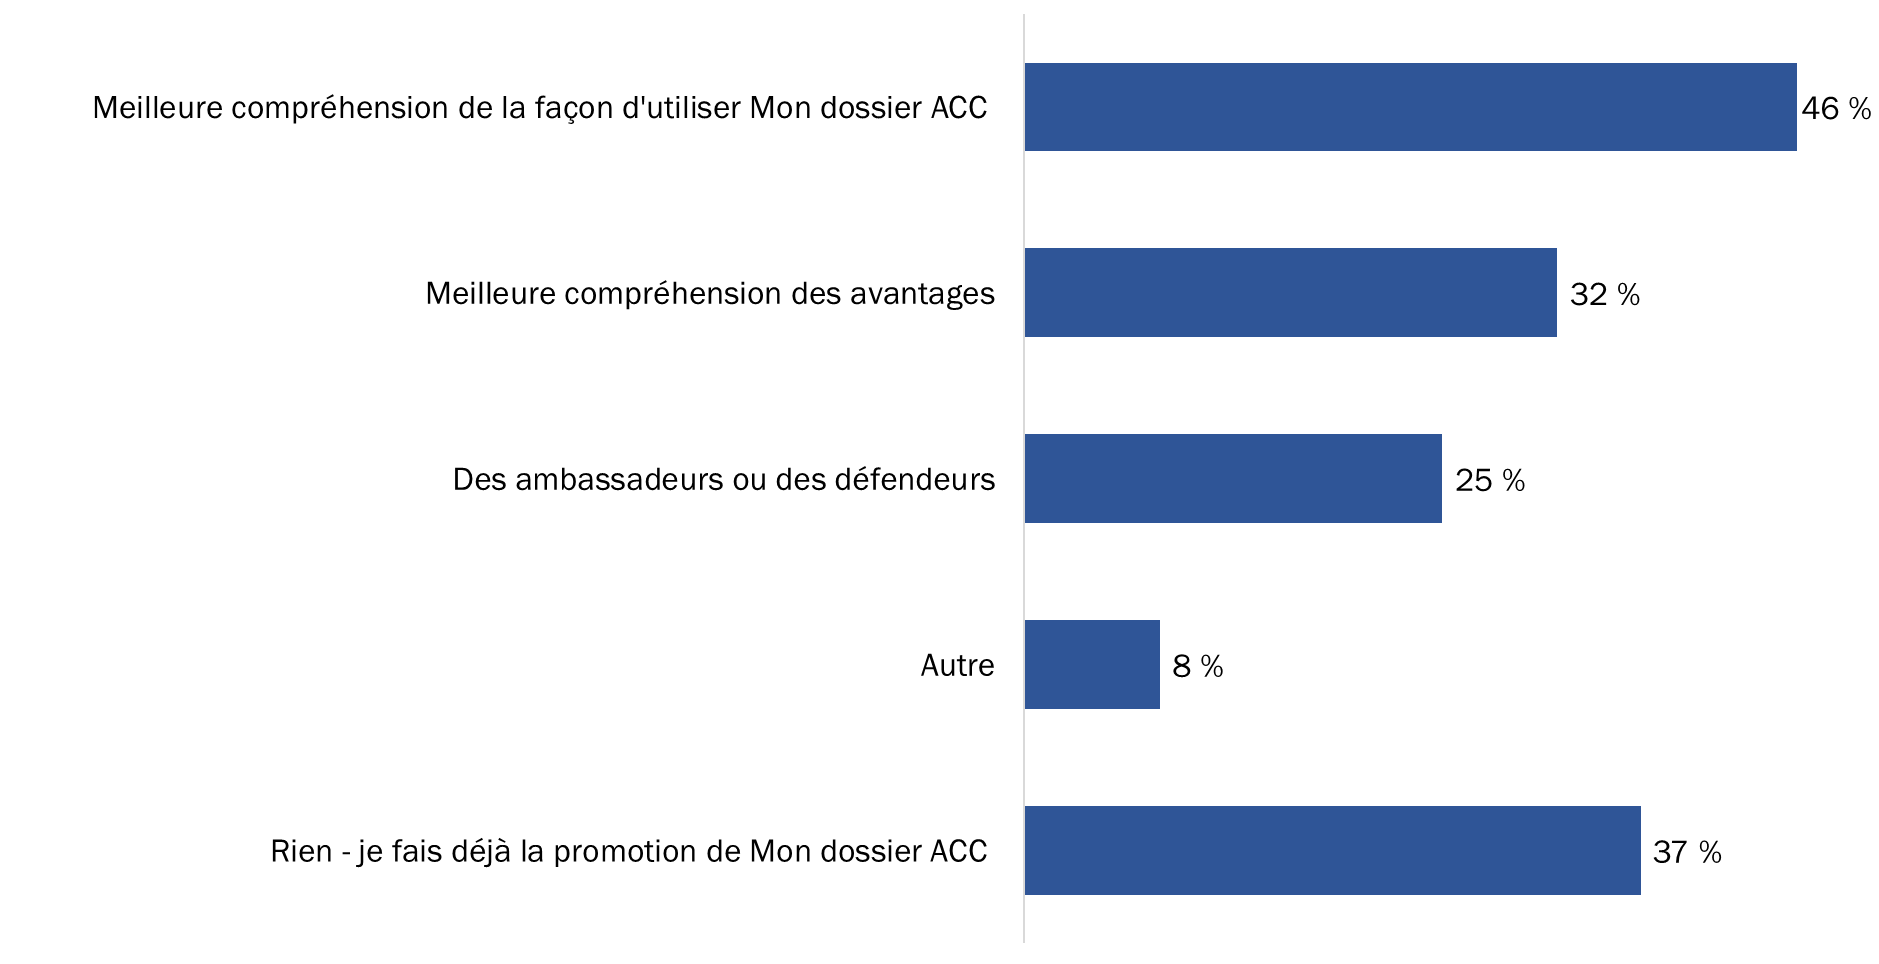 Meilleure compréhension de la façon d'utiliser Mon dossier ACC 46 %
Meilleure compréhension des avantages 32 %
Des ambassadeurs ou des défendeurs 25 %
Autre 8 %
Rien - je fais déjà la promotion de Mon dossier ACC 37 %